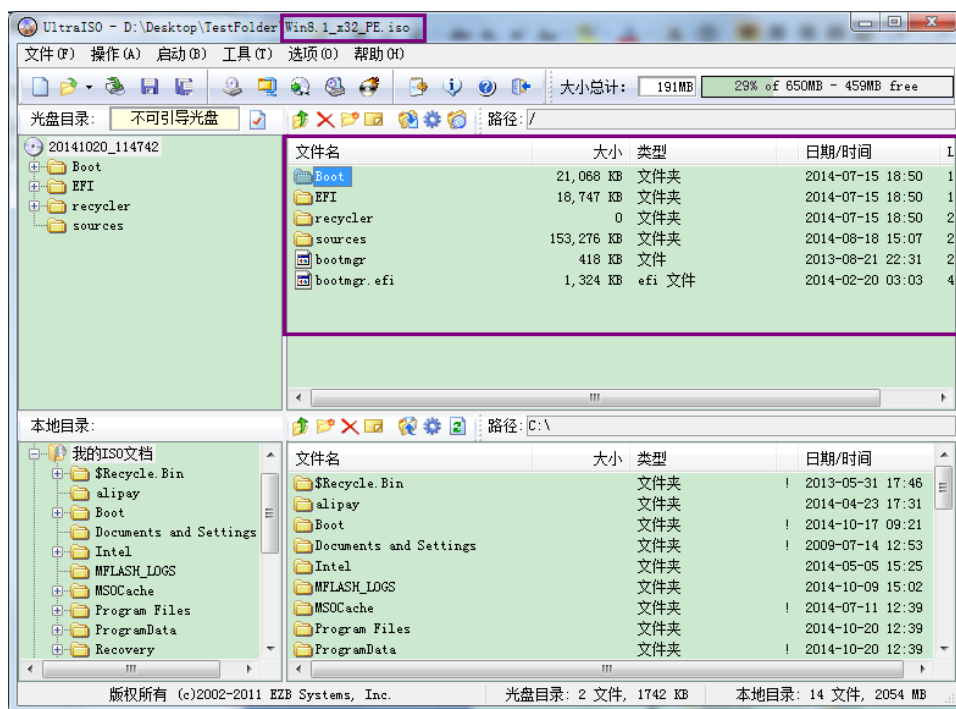 UltraISO - D:\Desktop\TestFolder\Win8.1_x32_PE.iso
文件(F) 操作(A) 启动(B) 工具(T) 选项(O) 帮助(H)
大小总计: 191MB 29% of 650MB - 459MB free
光盘目录: 不可引导光盘 路径: /
20141020_114742
Boot
EFI
recycler
sources
文件名 大小 类型 日期/时间 L
Boot 21,068 KB 文件夹 2014-07-15 18:50 1
EFI 18,747 KB 文件夹 2014-07-15 18:50 1
recycler 0 文件夹 2014-07-15 18:50 2
sources 153,276 KB 文件夹 2014-08-18 15:07 2
bootmgr 418 KB 文件 2013-08-21 22:31 2
bootmgr.efi 1,324 KB efi 文件 2014-02-20 03:03 4
本地目录: 路径: C:\
我的ISO文档
$Recycle.Bin
alipay
Boot
Documents and Settings
Intel
MFLASH_LOGS
MSOCache
Program Files
ProgramData
Recovery
文件名 大小 类型 日期/时间
$Recycle.Bin 文件夹 ! 2013-05-31 17:46
alipay 文件夹 2014-04-23 17:31
Boot 文件夹 ! 2014-10-17 09:21
Documents and Settings 文件夹 ! 2009-07-14 12:53
Intel 文件夹 2014-05-05 15:25
MFLASH_LOGS 文件夹 2014-10-09 15:02
MSOCache 文件夹 ! 2014-07-11 12:39
Program Files 文件夹 2014-10-20 12:39
ProgramData 文件夹 ! 2014-10-20 12:39
版权所有 (c)2002-2011 EZB Systems, Inc. 光盘目录: 2 文件, 1742 KB 本地目录: 14 文件, 2054 MB